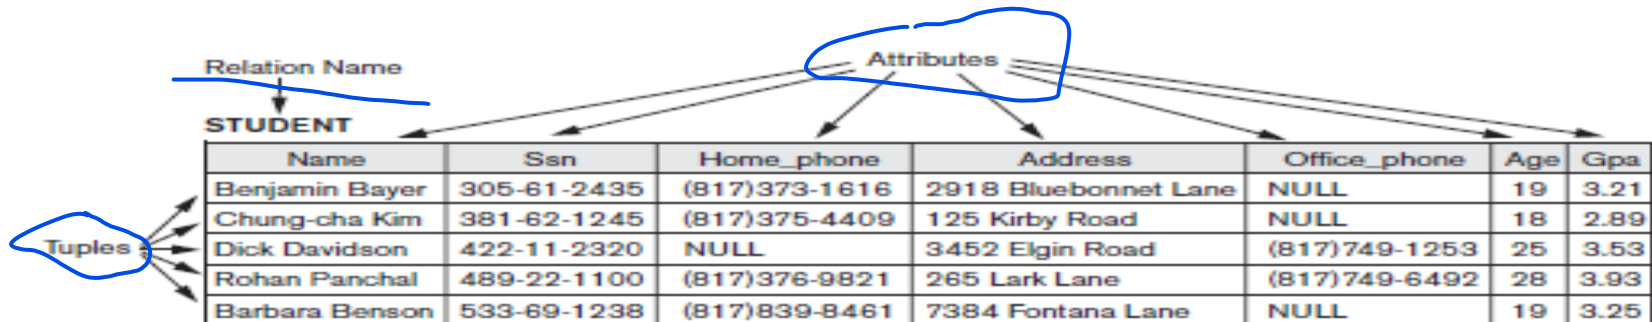 Relation Name
Attributes
STUDENT
Name Ssn Home_phone Address Office_phone Age Gpa
Benjamin Bayer 305-61-2435 (817)373-1616 2918 Bluebonnet Lane NULL 19 3.21
Chung-cha Kim 381-62-1245 (817)375-4409 125 Kirby Road NULL 18 2.89
Tuples
Dick Davidson 422-11-2320 NULL 3452 Elgin Road (817)749-1253 25 3.53
Rohan Panchal 489-22-1100 (817)376-9821 265 Lark Lane (817)749-6492 28 3.93
Barbara Benson 533-69-1238 (817)839-8461 7384 Fontana Lane NULL 19 3.25